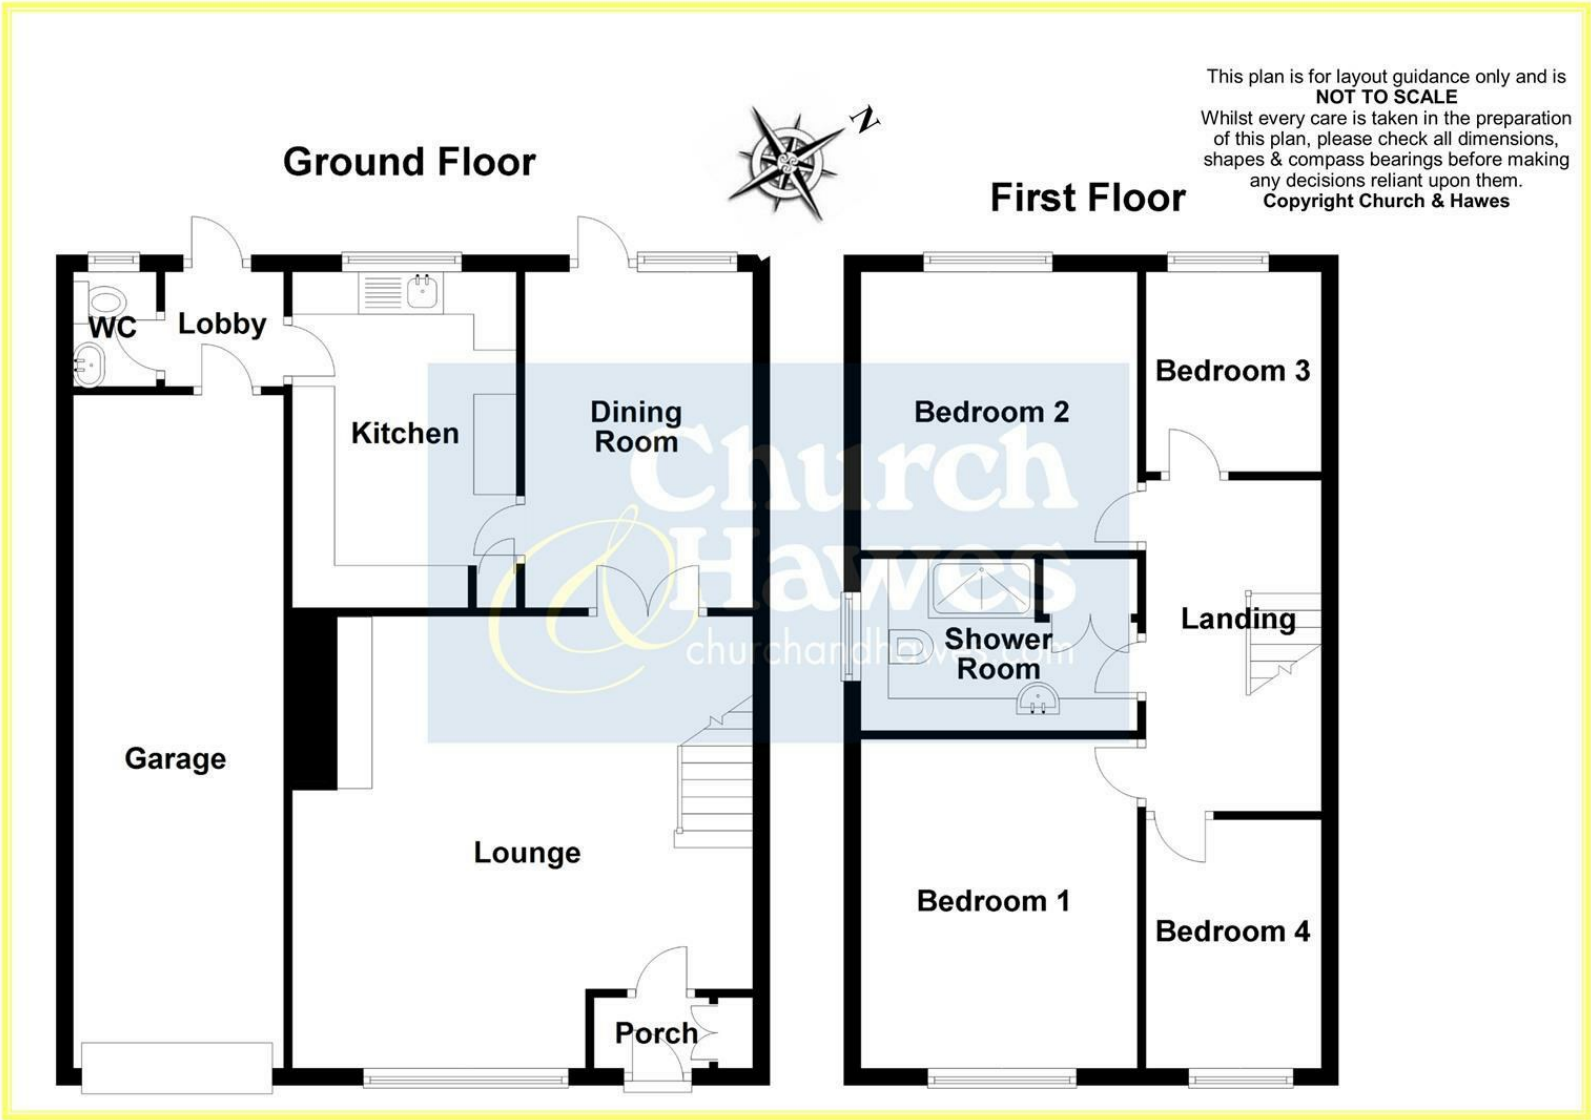 This plan is for layout guidance only and is
NOT TO SCALE
Whilst every care is taken in the preparation
of this plan, please check all dimensions,
shapes & compass bearings before making
any decisions reliant upon them.
Copyright Church & Hawes
N
Ground Floor
First Floor
WC
Lobby
Kitchen
Dining
Room
Garage
Lounge
Porch
Bedroom 2
Bedroom 3
Landing
Shower
Room
Bedroom 1
Bedroom 4
Church
& Hawes
churchandhawes.com